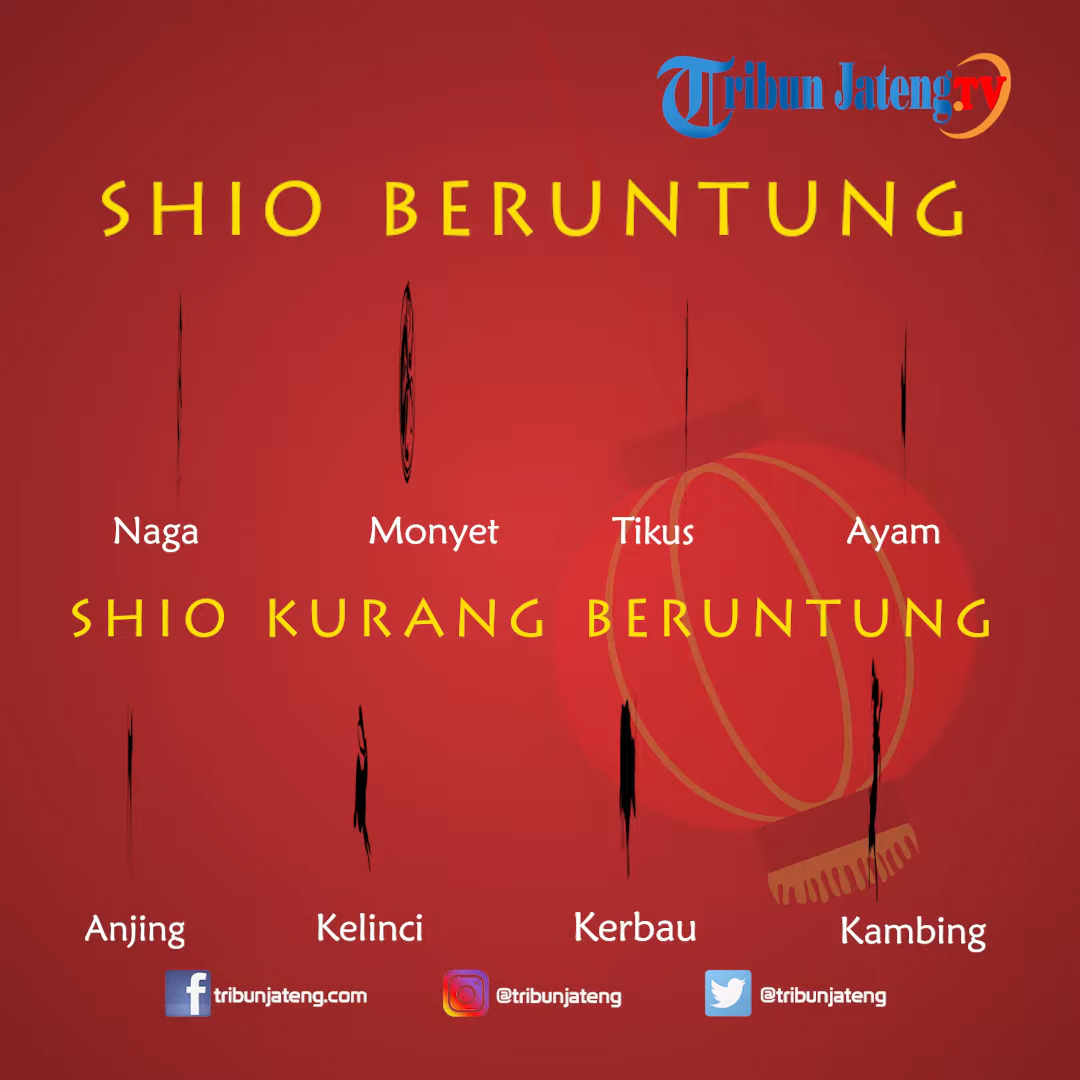 Tribun Jateng.TV
SHIO BERUNTUNG
Naga Monyet Tikus Ayam
SHIO KURANG BERUNTUNG
Anjing Kelinci Kerbau Kambing
tribunjateng.com @tribunjateng @tribunjateng